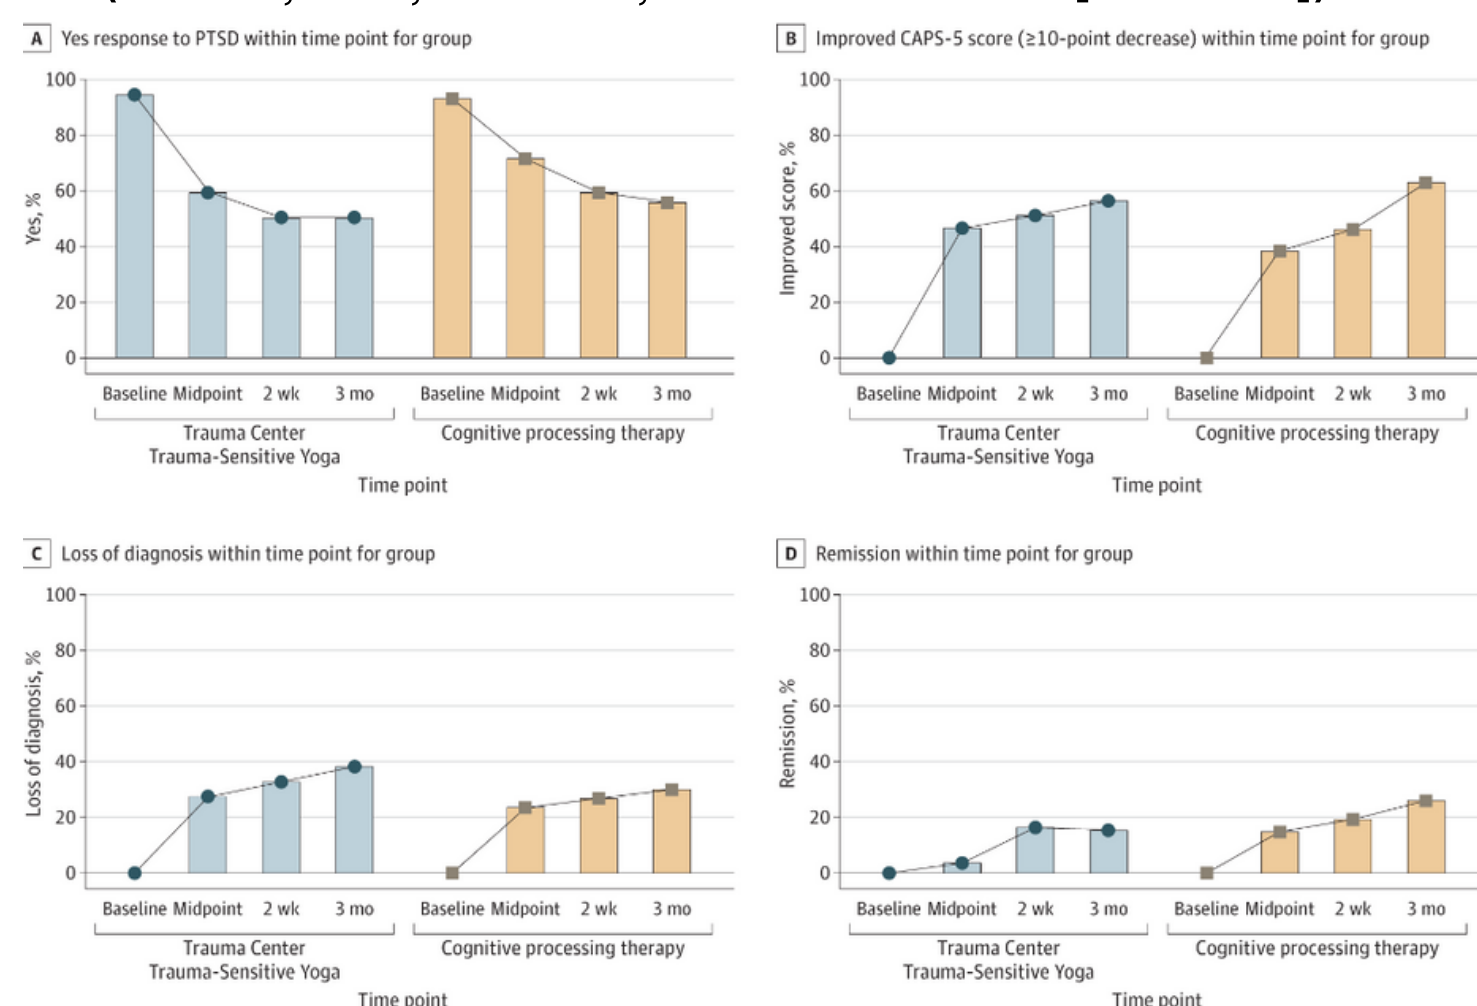 A Yes response to PTSD within time point for group
100
80
60
40
20
0
Yes, %
Baseline Midpoint 2 wk 3 mo Baseline Midpoint 2 wk 3 mo
Trauma Center Cognitive processing therapy
Trauma-Sensitive Yoga
Time point
B Improved CAPS-5 score (≥10-point decrease) within time point for group
100
80
60
40
20
0
Improved score, %
Baseline Midpoint 2 wk 3 mo Baseline Midpoint 2 wk 3 mo
Trauma Center Cognitive processing therapy
Trauma-Sensitive Yoga
Time point
C Loss of diagnosis within time point for group
100
80
60
40
20
0
Loss of diagnosis, %
Baseline Midpoint 2 wk 3 mo Baseline Midpoint 2 wk 3 mo
Trauma Center Cognitive processing therapy
Trauma-Sensitive Yoga
Time point
D Remission within time point for group
100
80
60
40
20
0
Remission, %
Baseline Midpoint 2 wk 3 mo Baseline Midpoint 2 wk 3 mo
Trauma Center Cognitive processing therapy
Trauma-Sensitive Yoga
Time point